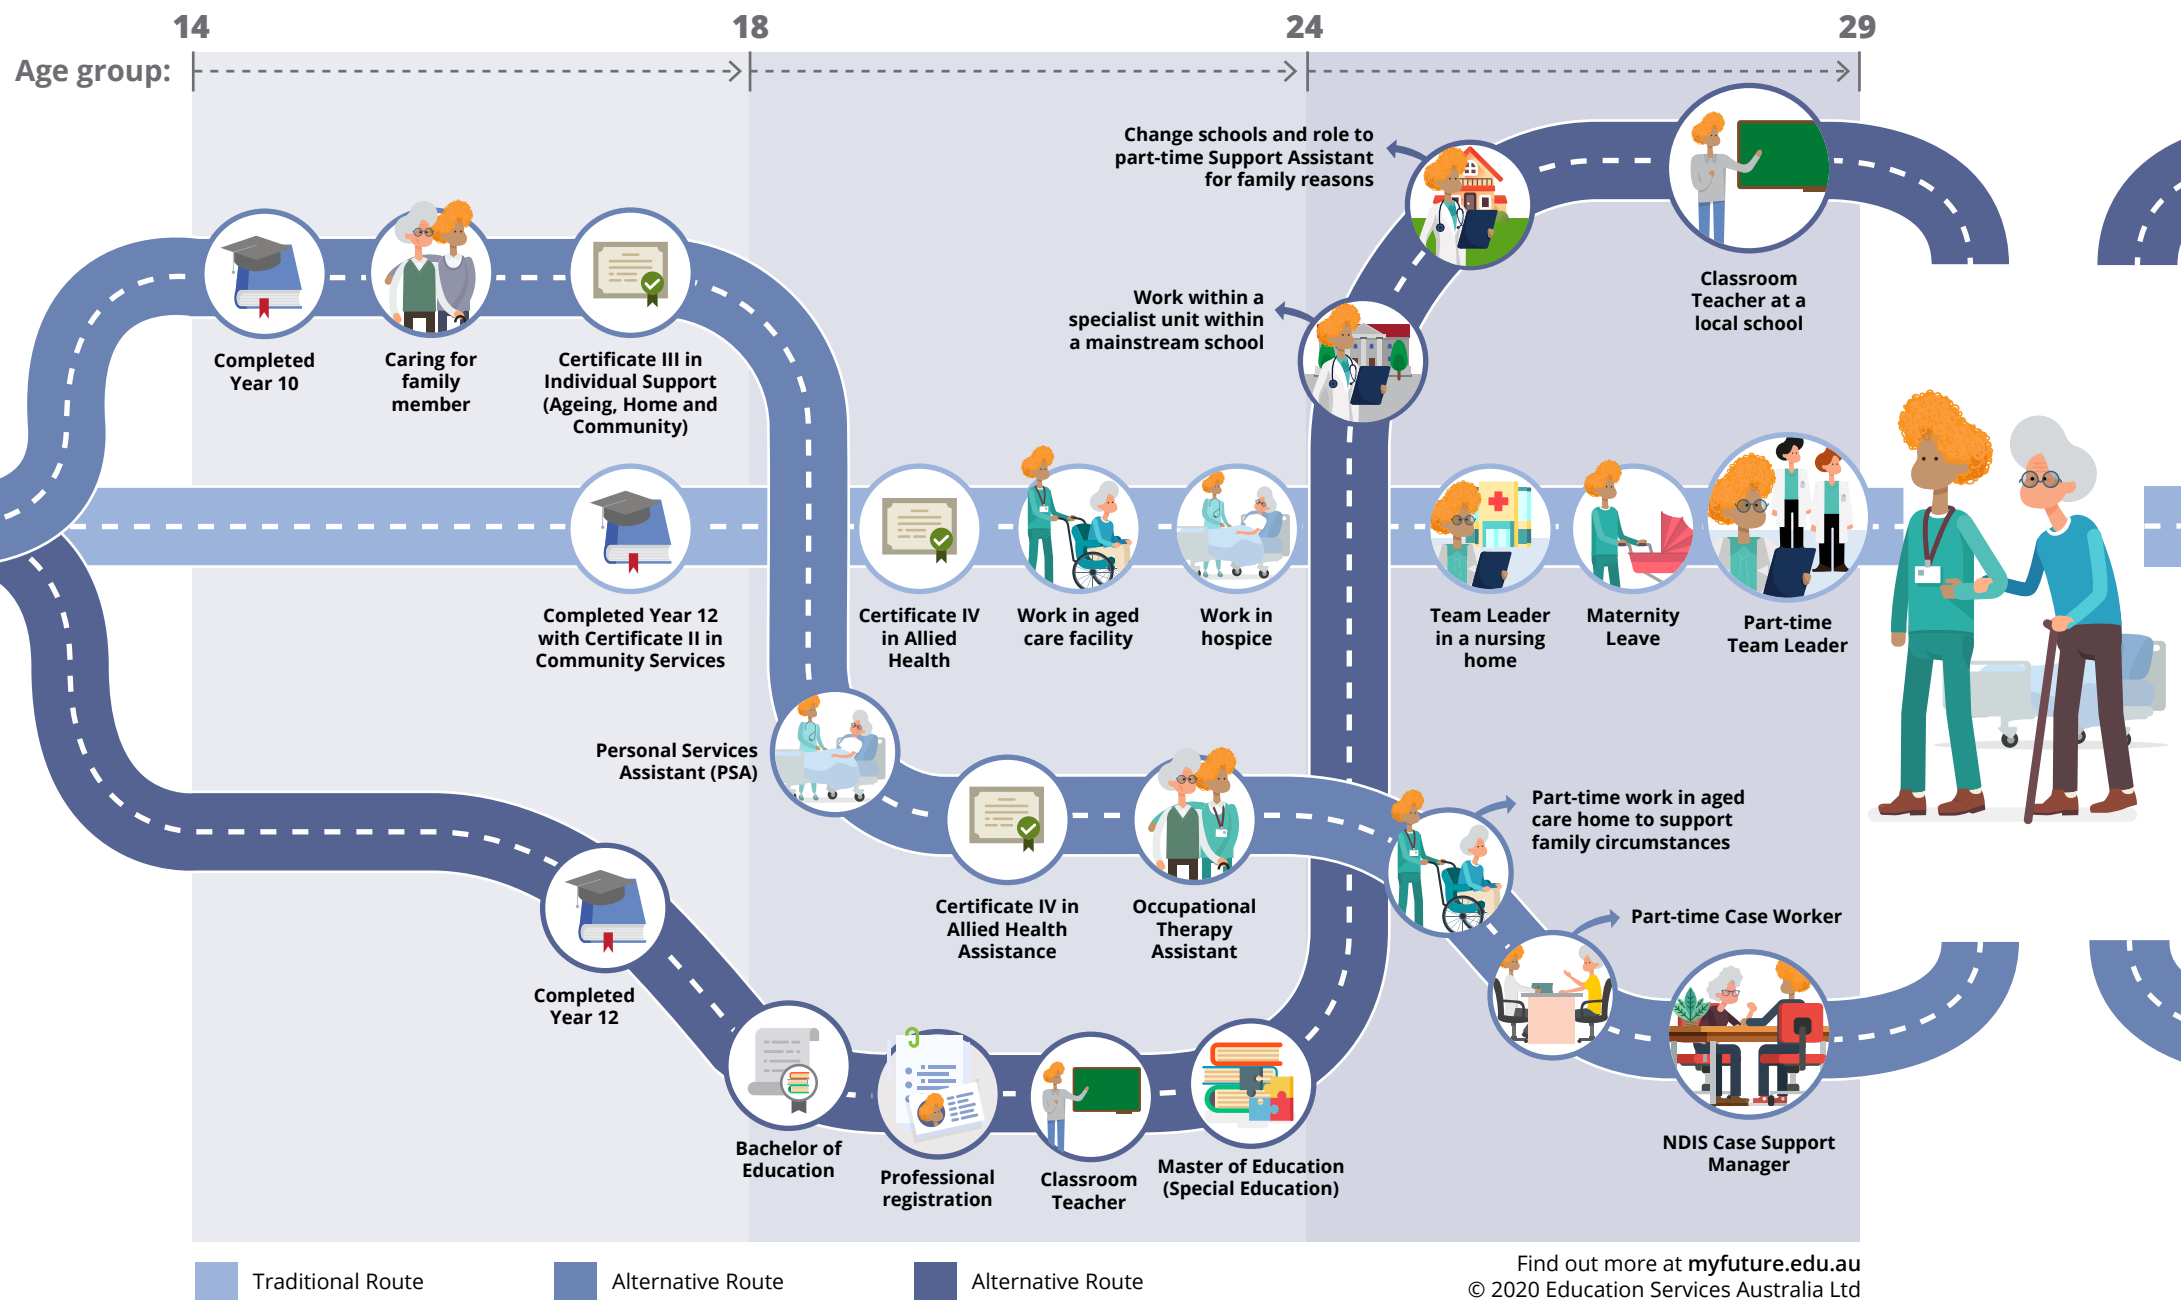 14
18
24
29
Age group:
Change schools and role to
part-time Support Assistant
for family reasons
Classroom
Teacher at a
local school
Work within a
specialist unit within
a mainstream school
Completed
Year 10
Caring for
family
member
Certificate III in
Individual Support
(Ageing, Home and
Community)
Completed Year 12
with Certificate II in
Community Services
Certificate IV
in Allied
Health
Work in aged
care facility
Work in
hospice
Team Leader
in a nursing
home
Maternity
Leave
Part-time
Team Leader
Personal Services
Assistant (PSA)
Certificate IV in
Allied Health
Assistance
Occupational
Therapy
Assistant
Part-time work in aged
care home to support
family circumstances
Part-time Case Worker
NDIS Case Support
Manager
Completed
Year 12
Bachelor of
Education
Professional
registration
Classroom
Teacher
Master of Education
(Special Education)
Traditional Route
Alternative Route
Alternative Route
Find out more at myfuture.edu.au
© 2020 Education Services Australia Ltd